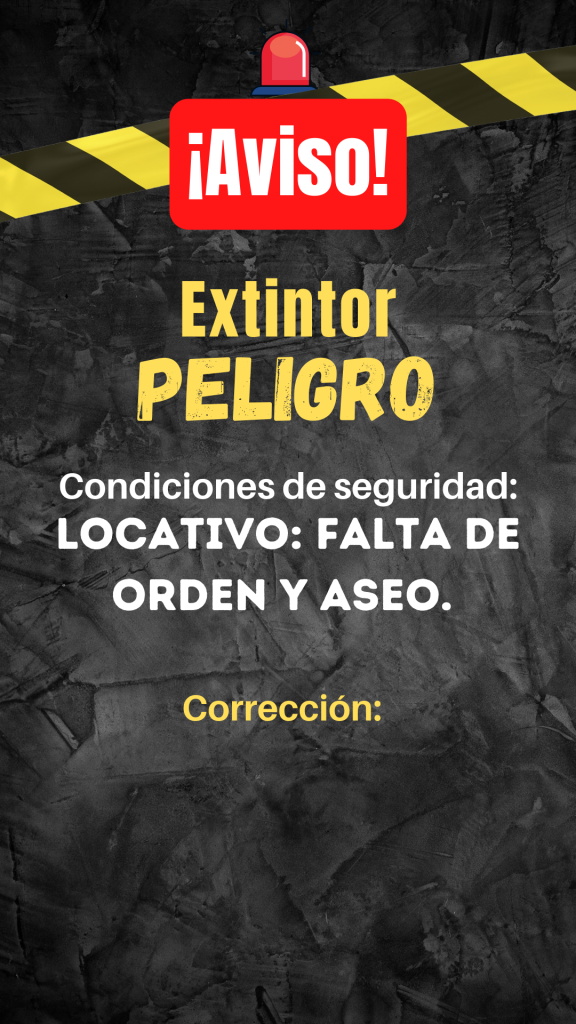 ¡Aviso!
Extintor
PELIGRO
Condiciones de seguridad:
LOCATIVO: FALTA DE
ORDEN Y ASEO.
Corrección: